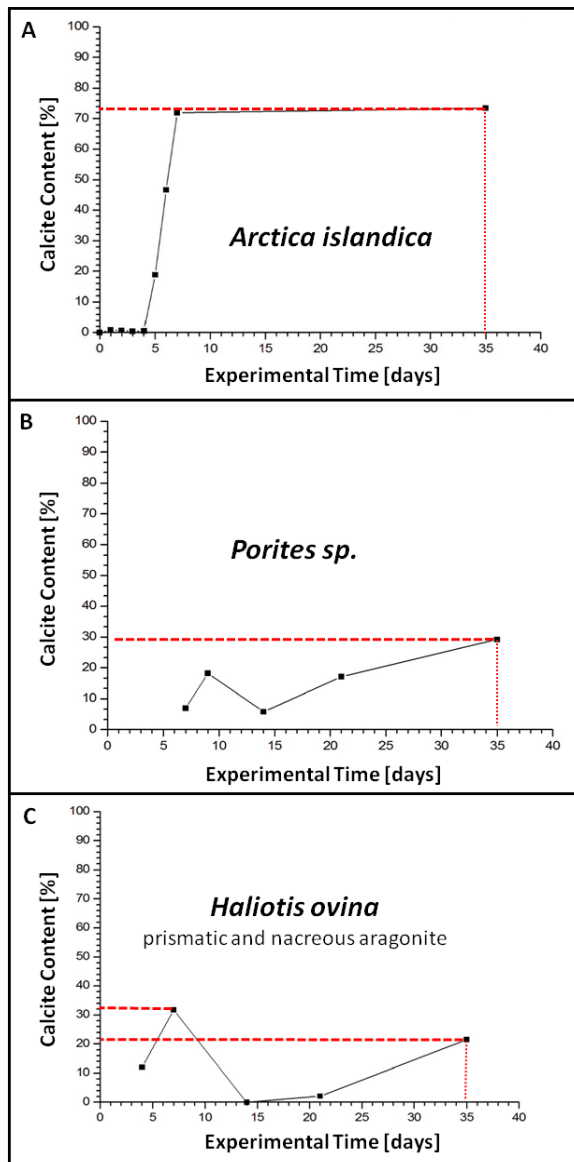 A
100
90
80
70
60
50
40
30
20
10
0
Calcite Content [%]
Arctica islandica
0 5 10 15 20 25 30 35 40
Experimental Time [days]
B
100
90
80
70
60
50
40
30
20
10
0
Calcite Content [%]
Porites sp.
0 5 10 15 20 25 30 35 40
Experimental Time [days]
C
100
90
80
70
60
50
40
30
20
10
0
Calcite Content [%]
Haliotis ovina
prismatic and nacreous aragonite
0 5 10 15 20 25 30 35 40
Experimental Time [days]